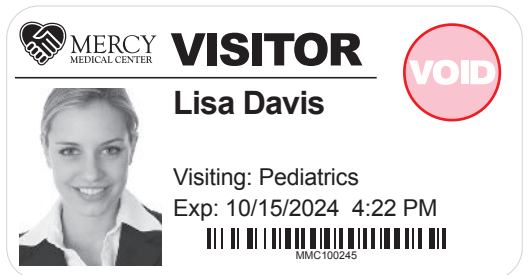 MERCY
MEDICAL CENTER
VISITOR
VOID
Lisa Davis
Visiting: Pediatrics
Exp: 10/15/2024  4:22 PM
MMC100245